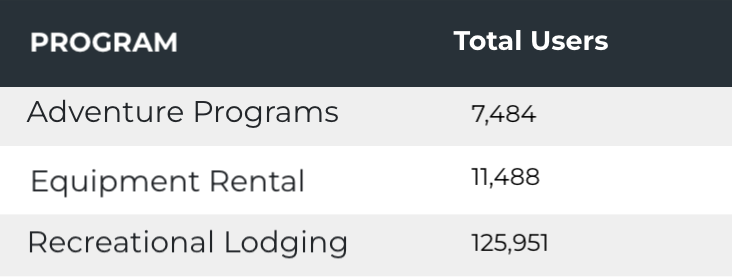 PROGRAM Total Users
Adventure Programs 7,484
Equipment Rental 11,488
Recreational Lodging 125,951